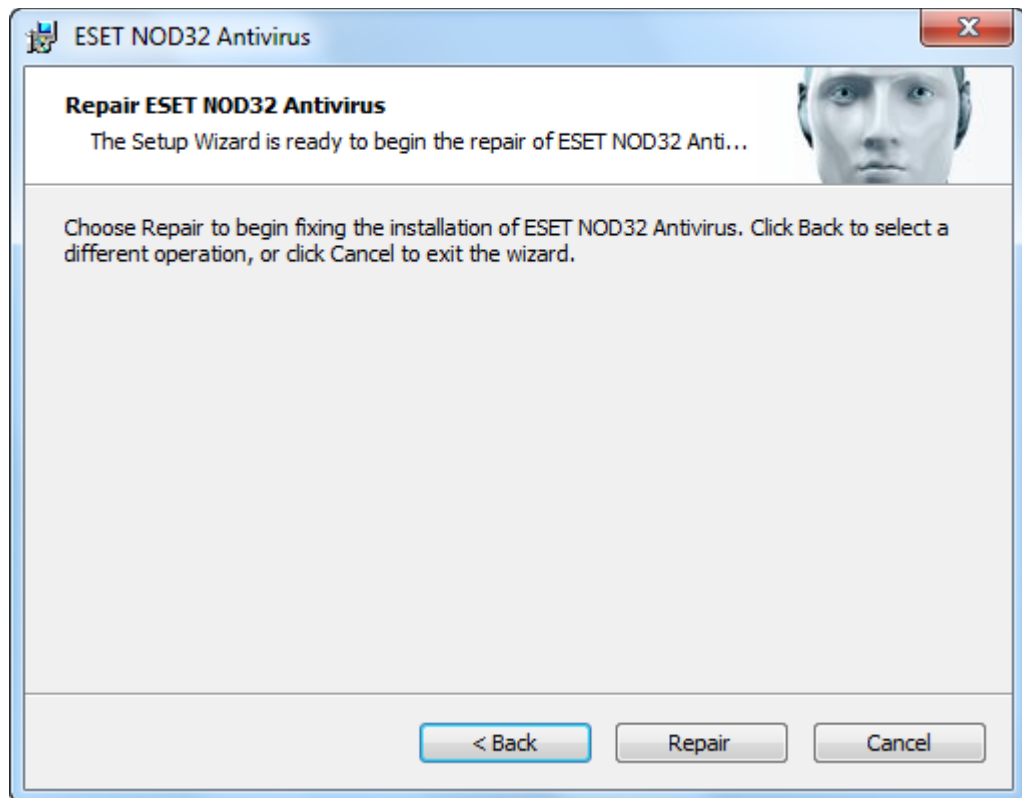 ESET NOD32 Antivirus
Repair ESET NOD32 Antivirus
The Setup Wizard is ready to begin the repair of ESET NOD32 Anti...
Choose Repair to begin fixing the installation of ESET NOD32 Antivirus. Click Back to select a
different operation, or click Cancel to exit the wizard.
< Back
Repair
Cancel